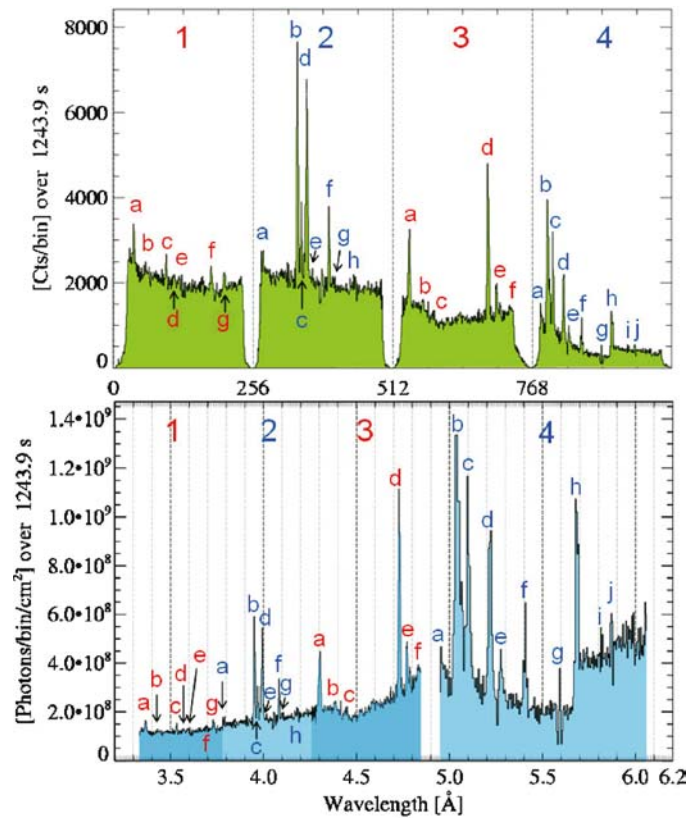 1 2 3 4
8000
6000
4000
2000
0
[Cts/bin] over 1243.9 s
a b c d e f g
a b c d e f g h
a b c d e f
a b c d e f g h i j
0 256 512 768
1 2 3 4
1.4•10⁹
1.2•10⁹
1.0•10⁹
8.0•10⁸
6.0•10⁸
4.0•10⁸
2.0•10⁸
0
[Photons/bin/cm²] over 1243.9 s
a b c d e f g
a b c d e f g h
a b c d e f
a b c d e f g h i j
3.5 4.0 4.5 5.0 5.5 6.0 6.2
Wavelength [Å]